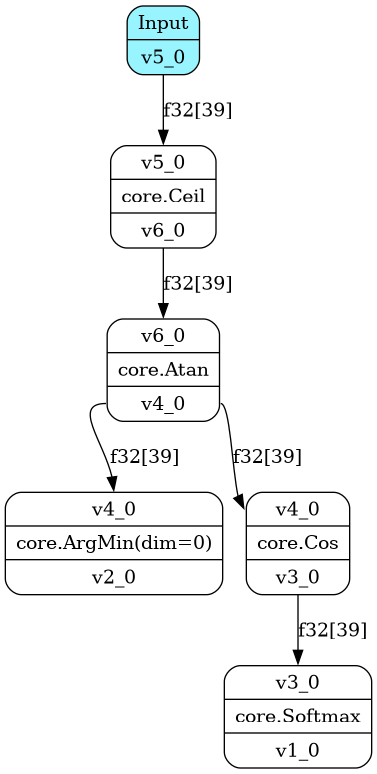 Input
v5_0
f32[39]
v5_0
core.Ceil
v6_0
f32[39]
v6_0
core.Atan
v4_0
f32[39]
f32[39]
v4_0
core.ArgMin(dim=0)
v2_0
v4_0
core.Cos
v3_0
f32[39]
v3_0
core.Softmax
v1_0